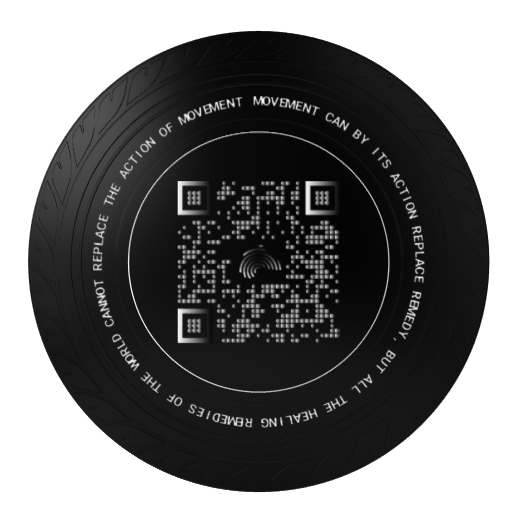 MOVEMENT CAN BY ITS ACTION REPLACE REMEDY, BUT ALL THE HEALING REMEDIES OF THE WORLD CANNOT REPLACE THE ACTION OF MOVEMENT